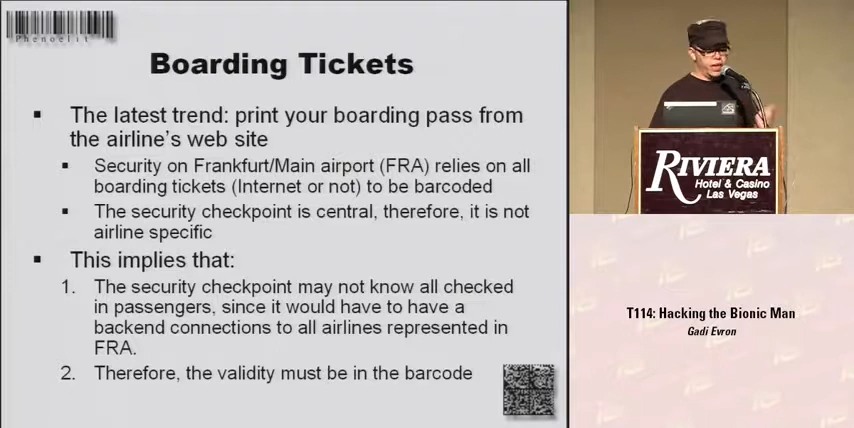 Phenoelit
Boarding Tickets
▪ The latest trend: print your boarding pass from
the airline's web site
▪ Security on Frankfurt/Main airport (FRA) relies on all
boarding tickets (Internet or not) to be barcoded
▪ The security checkpoint is central, therefore, it is not
airline specific
▪ This implies that:
1. The security checkpoint may not know all checked
in passengers, since it would have to have a
backend connections to all airlines represented in
FRA.
2. Therefore, the validity must be in the barcode
RIVIERA
Hotel & Casino
Las Vegas
T114: Hacking the Bionic Man
Gadi Evron